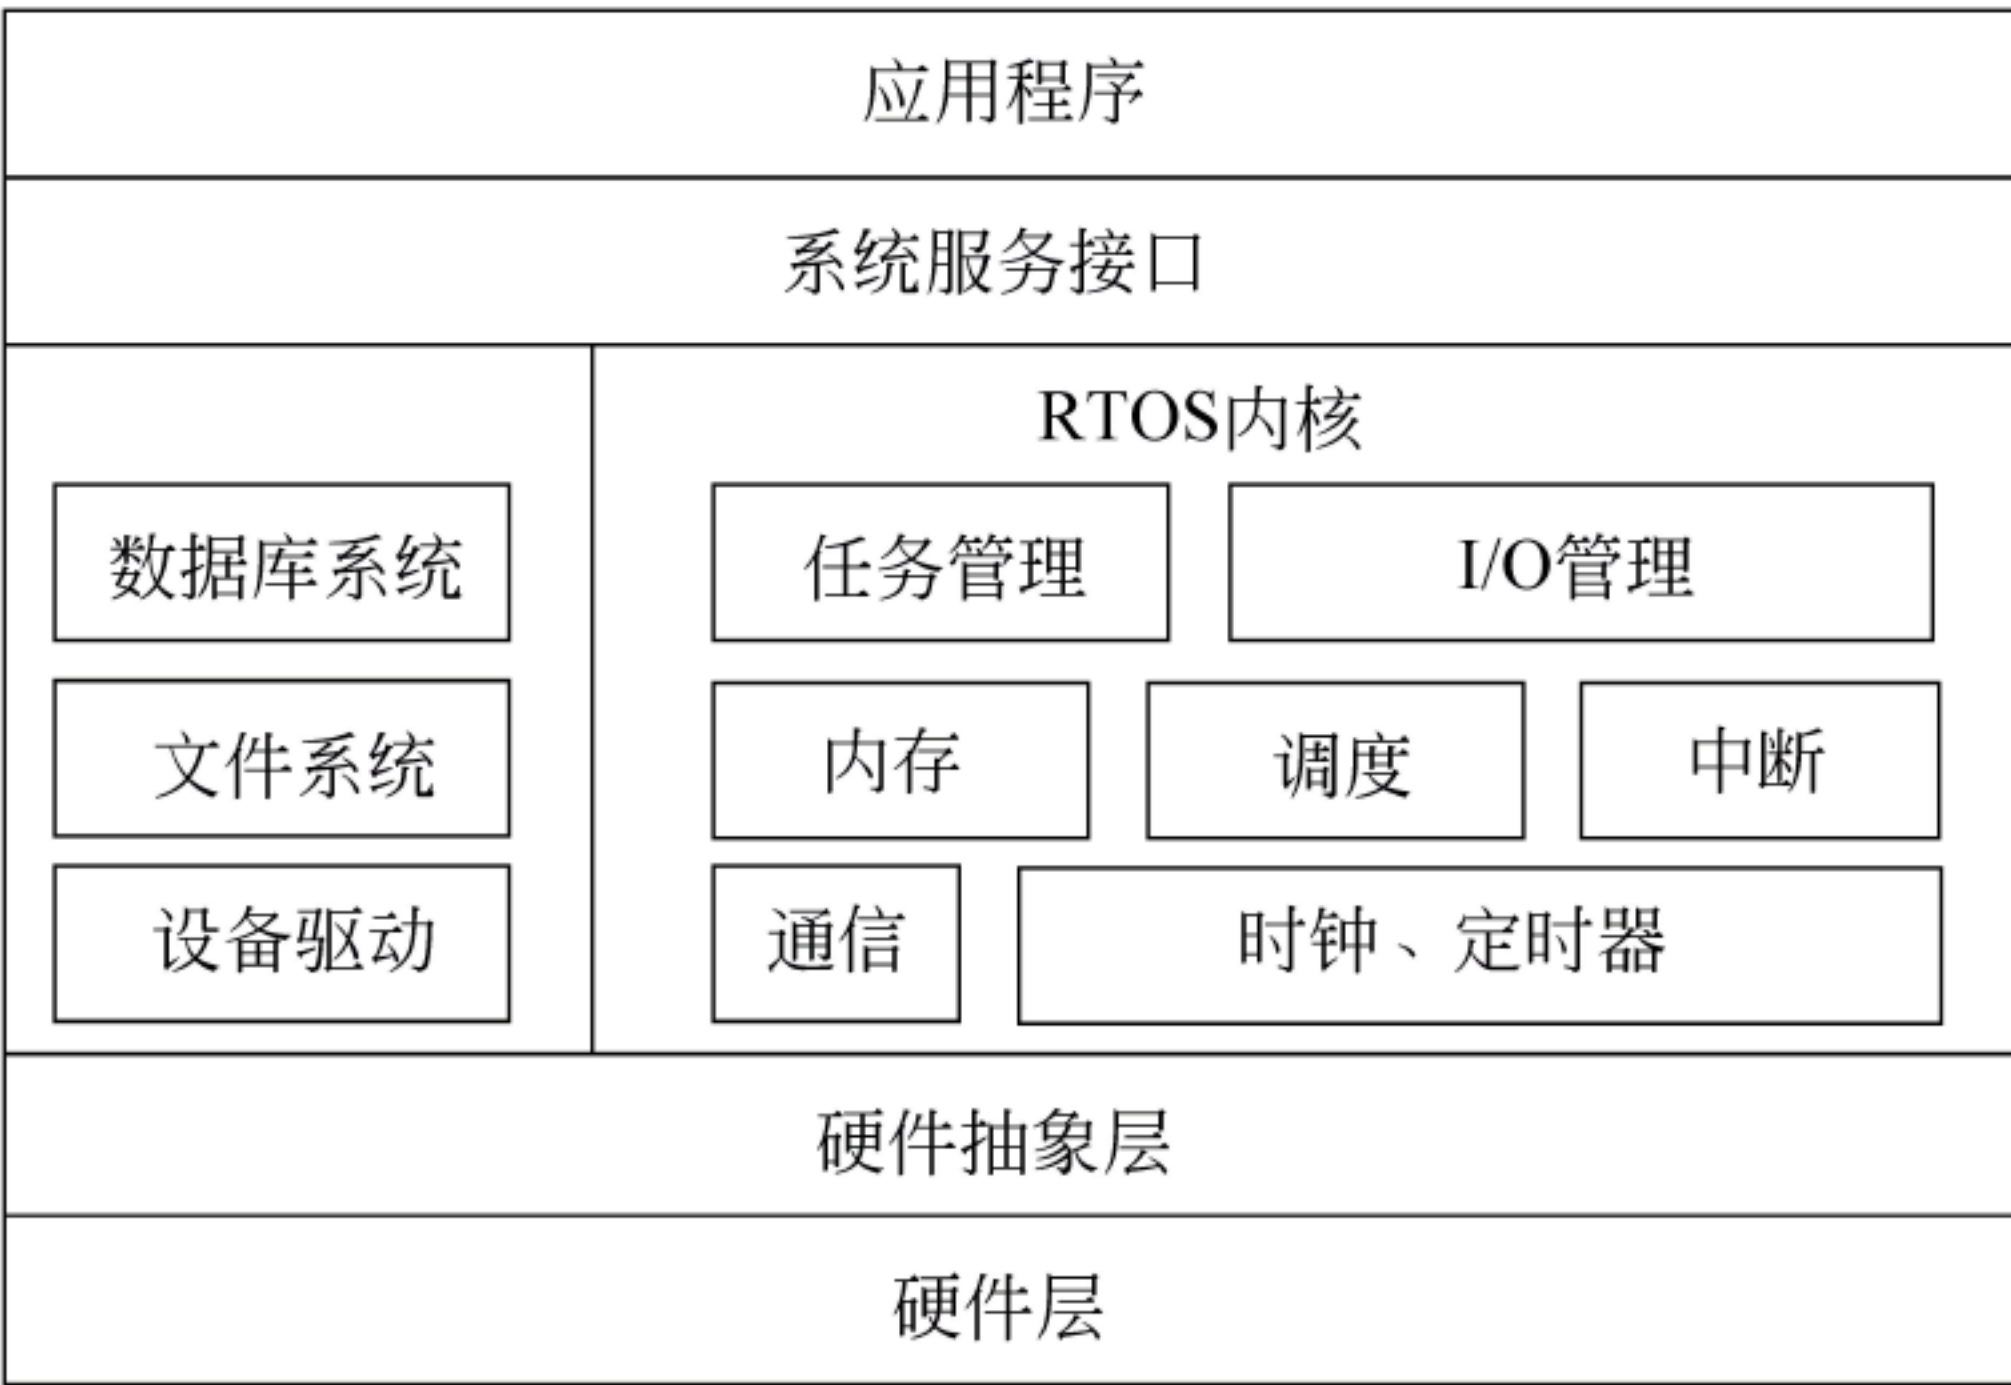 应用程序
系统服务接口
RTOS内核
数据库系统
任务管理
I/O管理
文件系统
内存
调度
中断
设备驱动
通信
时钟、定时器
硬件抽象层
硬件层